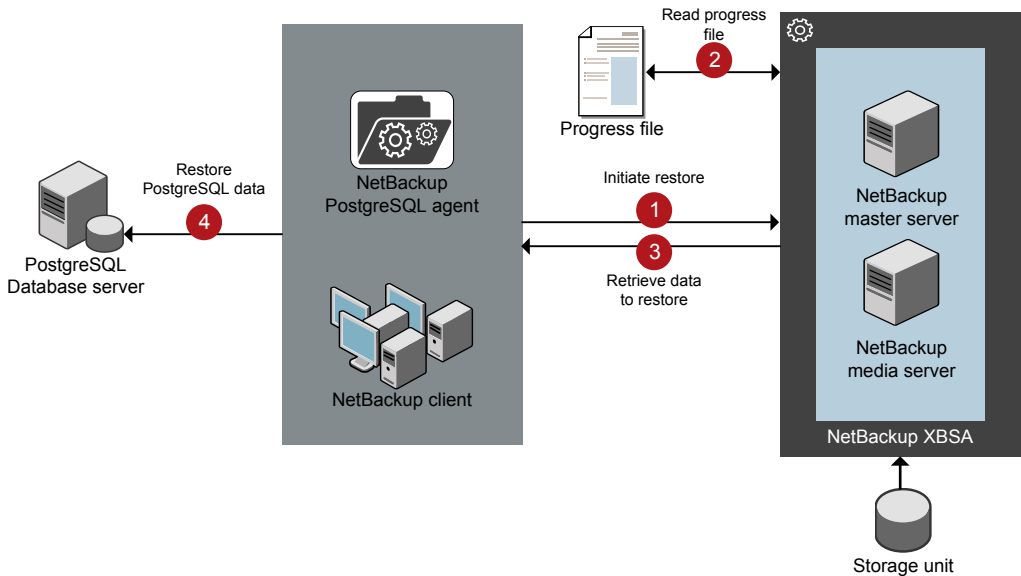 Read progress
file
2
Progress file
NetBackup
PostgreSQL agent
NetBackup
master server
Restore
PostgreSQL data
4
Initiate restore
1
3
Retrieve data
to restore
PostgreSQL
Database server
NetBackup client
NetBackup
media server
NetBackup XBSA
Storage unit